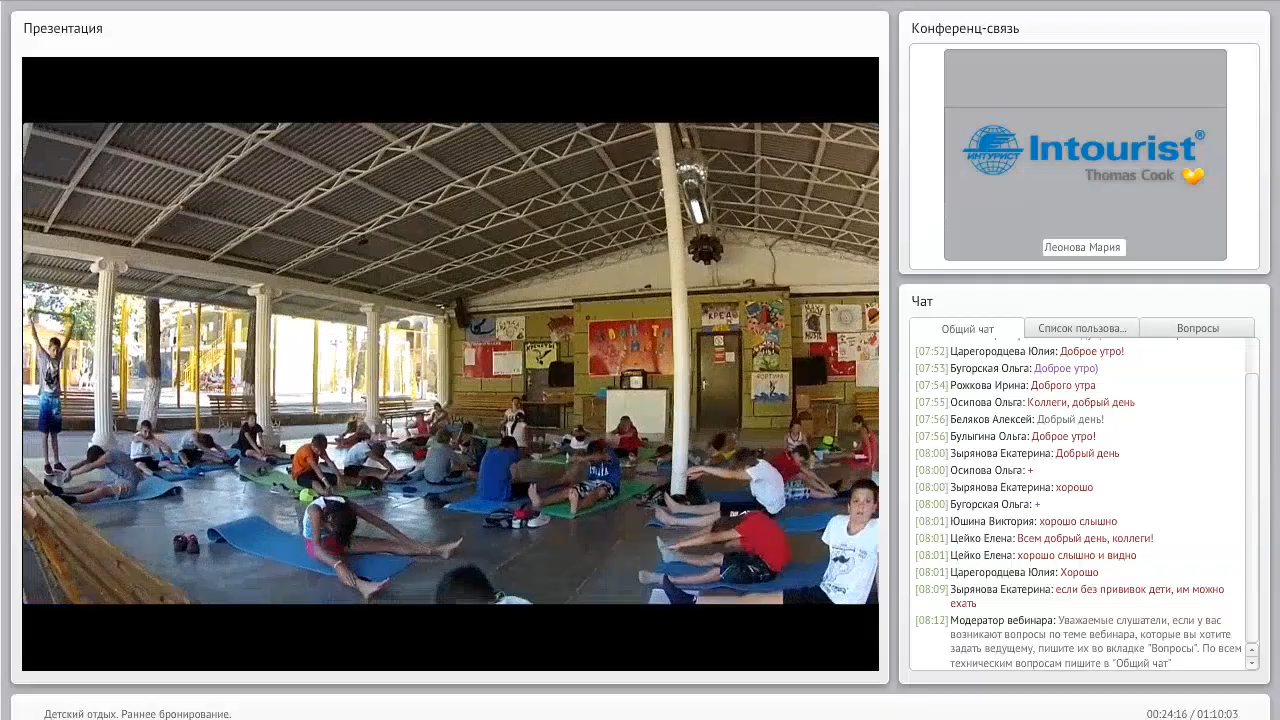 Презентация
КРЕД
ФОРТУНА
Конференц-связь
ИНТУРИСТ Intourist®
Thomas Cook
Леонова Мария
Чат
Общий чат
Список пользова...
Вопросы
[07:52] Царегородцева Юлия: Доброе утро!
[07:53] Бугорская Ольга: Доброе утро)
[07:54] Рожкова Ирина: Доброго утра
[07:55] Осипова Ольга: Коллеги, добрый день
[07:56] Беляков Алексей: Добрый день!
[07:56] Булыгина Ольга: Доброе утро!
[08:00] Зырянова Екатерина: Добрый день
[08:00] Осипова Ольга: +
[08:00] Зырянова Екатерина: хорошо
[08:00] Бугорская Ольга: +
[08:01] Юшина Виктория: хорошо слышно
[08:01] Цейко Елена: Всем добрый день, коллеги!
[08:01] Цейко Елена: хорошо слышно и видно
[08:01] Царегородцева Юлия: Хорошо
[08:09] Зырянова Екатерина: если без прививок дети, им можно
ехать
[08:12] Модератор вебинара: Уважаемые слушатели, если у вас
возникают вопросы по теме вебинара, которые вы хотите
задать ведущему, пишите их во вкладке "Вопросы". По всем
техническим вопросам пишите в "Общий чат"
Детский отдых. Раннее бронирование.
00:24:16 / 01:10:03